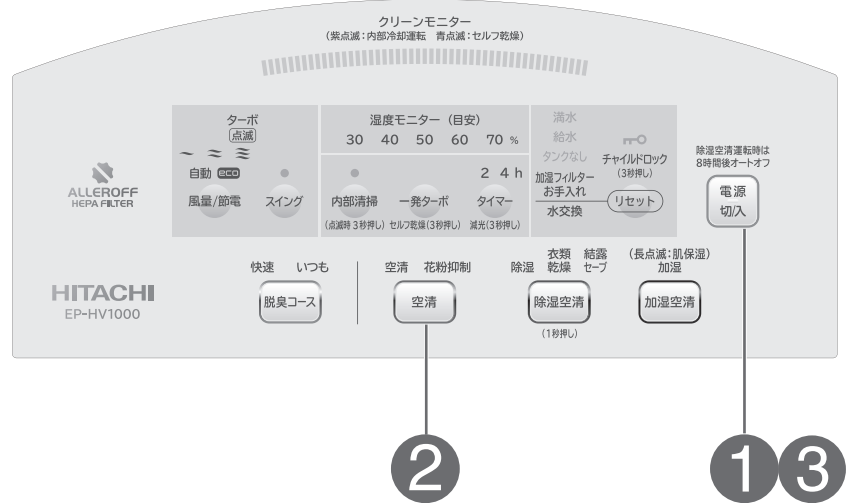 クリーンモニター
(紫点滅:内部冷却運転 青点滅:セルフ乾燥)
ターボ
点滅
自動 eco
風量/節電
スイング
湿度モニター(目安)
30 40 50 60 70 %
2 4 h
内部清掃
(点滅時3秒押し)
一発ターボ
セルフ乾燥(3秒押し)
タイマー
減光(3秒押し)
満水
給水
タンクなし
加湿フィルター
お手入れ
水交換
チャイルドロック
(3秒押し)
リセット
除湿空清運転時は
8時間後オートオフ
電源
切/入
ALLEROFF
HEPA FILTER
HITACHI
EP-HV1000
快速 いつも
脱臭コース
空清 花粉抑制
空清
除湿
衣類
乾燥
結露
セーブ
除湿空清
(1秒押し)
(長点滅:肌保湿)
加湿
加湿空清
2
1 3